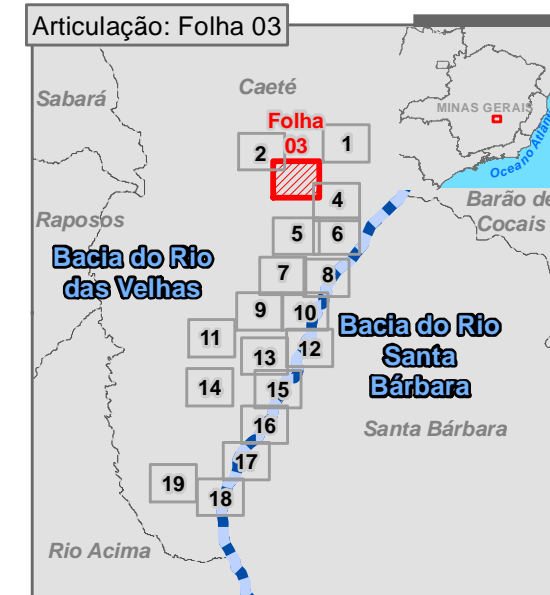 Articulação: Folha 03
Sabará
Caeté
MINAS GERAIS
Oceano Atlânt
Folha
03
2
1
4
Barão de
Cocais
Raposos
5
6
Bacia do Rio
das Velhas
7
8
9
10
Bacia do Rio
Santa
Bárbara
11
12
13
14
15
16
Santa Bárbara
17
19
18
Rio Acima